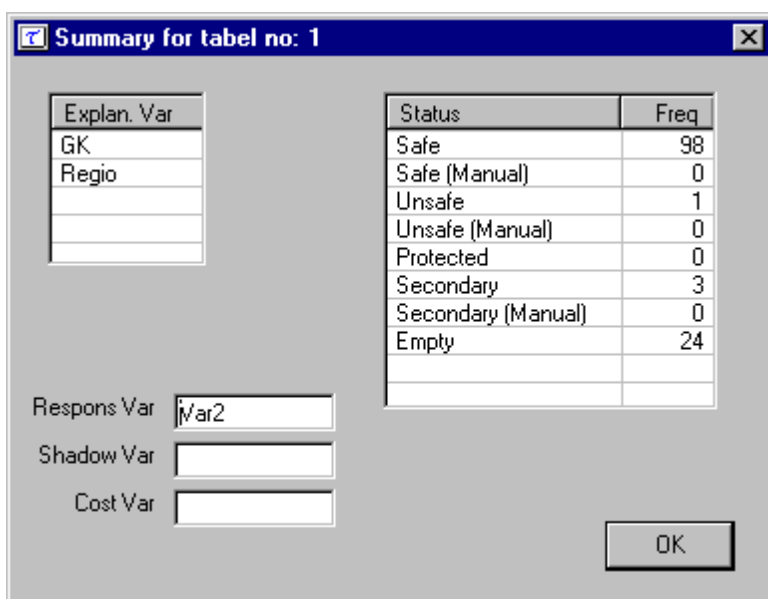 Summary for tabel no: 1
Explan. Var
GK
Regio
Status Freq
Safe 98
Safe (Manual) 0
Unsafe 1
Unsafe (Manual) 0
Protected 0
Secondary 3
Secondary (Manual) 0
Empty 24
Respons Var Var2
Shadow Var
Cost Var
OK